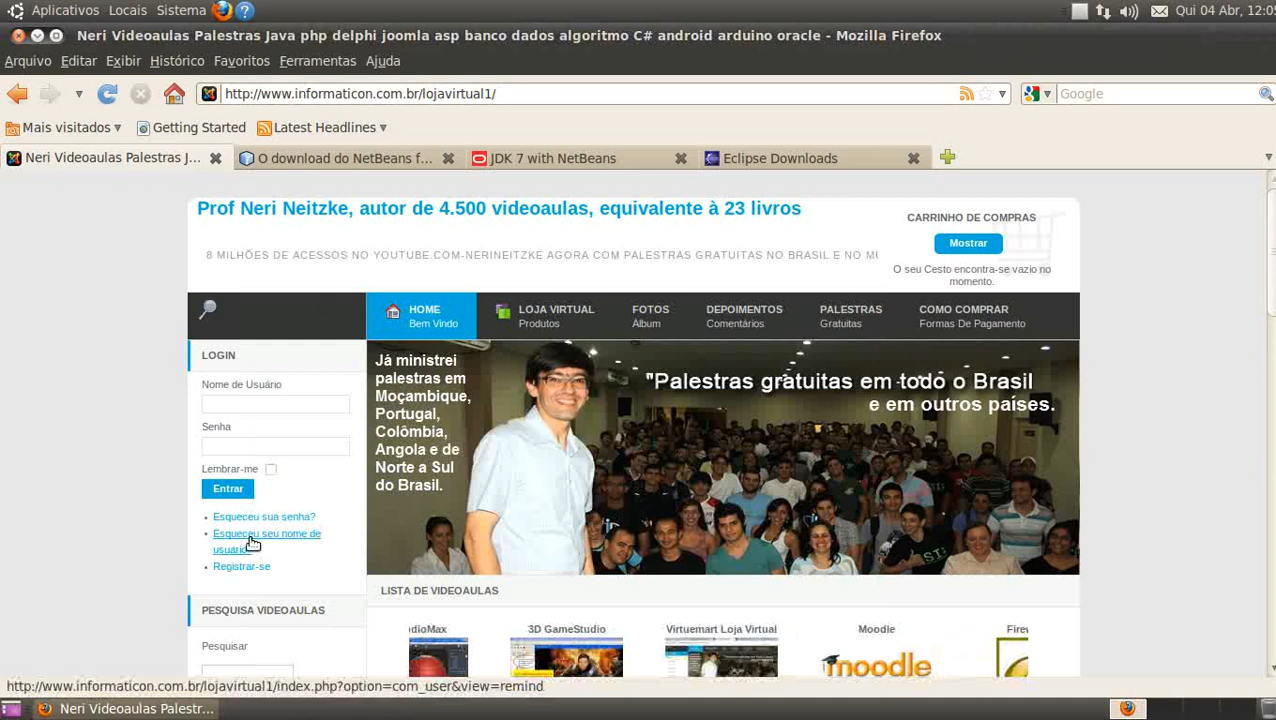 Aplicativos Locais Sistema
Qui 04 Abr, 12:05
Neri Videoaulas Palestras Java php delphi joomla asp banco dados algoritmo C# android arduino oracle - Mozilla Firefox
Arquivo Editar Exibir Histórico Favoritos Ferramentas Ajuda
http://www.informaticon.com.br/lojavirtual1/
Google
Mais visitados Getting Started Latest Headlines
Neri Videoaulas Palestras J... O download do NetBeans f... JDK 7 with NetBeans Eclipse Downloads
Prof Neri Neitzke, autor de 4.500 videoaulas, equivalente à 23 livros
8 MILHÕES DE ACESSOS NO YOUTUBE.COM-NERINEITZKE AGORA COM PALESTRAS GRATUITAS NO BRASIL E NO
CARRINHO DE COMPRAS
Mostrar
O seu Cesto encontra-se vazio no
momento.
HOME LOJA VIRTUAL FOTOS DEPOIMENTOS PALESTRAS COMO COMPRAR
Bem Vindo Produtos Album Comentários Gratuitas Formas De Pagamento
LOGIN
Nome de Usuário
Senha
Lembrar-me
Entrar
Esqueceu sua senha?
Esqueceu seu nome de
usuário
Registrar-se
PESQUISA VIDEOAULAS
Pesquisar
Já ministrei
palestras em
Moçambique,
Portugal,
Colômbia,
Angola e de
Norte a Sul
do Brasil.
"Palestras gratuitas em todo o Brasil
e em outros países.
LISTA DE VIDEOAULAS
dioMax 3D GameStudio Virtuemart Loja Virtual Moodle Firev
moodle
http://www.informaticon.com.br/lojavirtual1/index.php?option=com_user&view=remind
Neri Videoaulas Palestr...